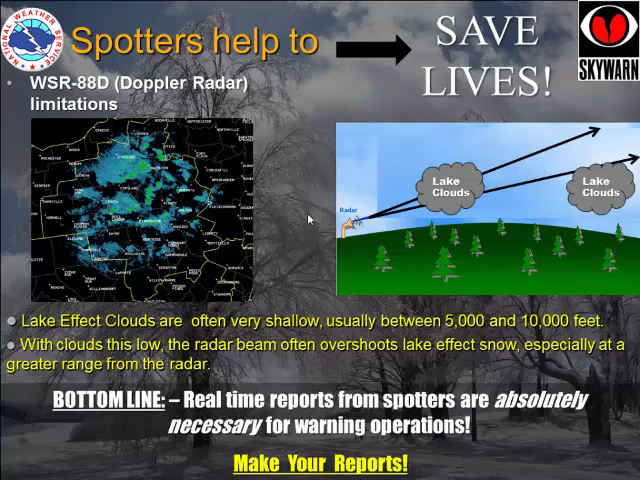 NATIONAL WEATHER SERVICE
Spotters help to
SAVE
LIVES!
SKYWARN
• WSR-88D (Doppler Radar)
limitations
Lake
Clouds
Lake
Clouds
Radar
● Lake Effect Clouds are often very shallow, usually between 5,000 and 10,000 feet.
● With clouds this low, the radar beam often overshoots lake effect snow, especially at a
greater range from the radar.
BOTTOM LINE: – Real time reports from spotters are absolutely
necessary for warning operations!
Make Your Reports!